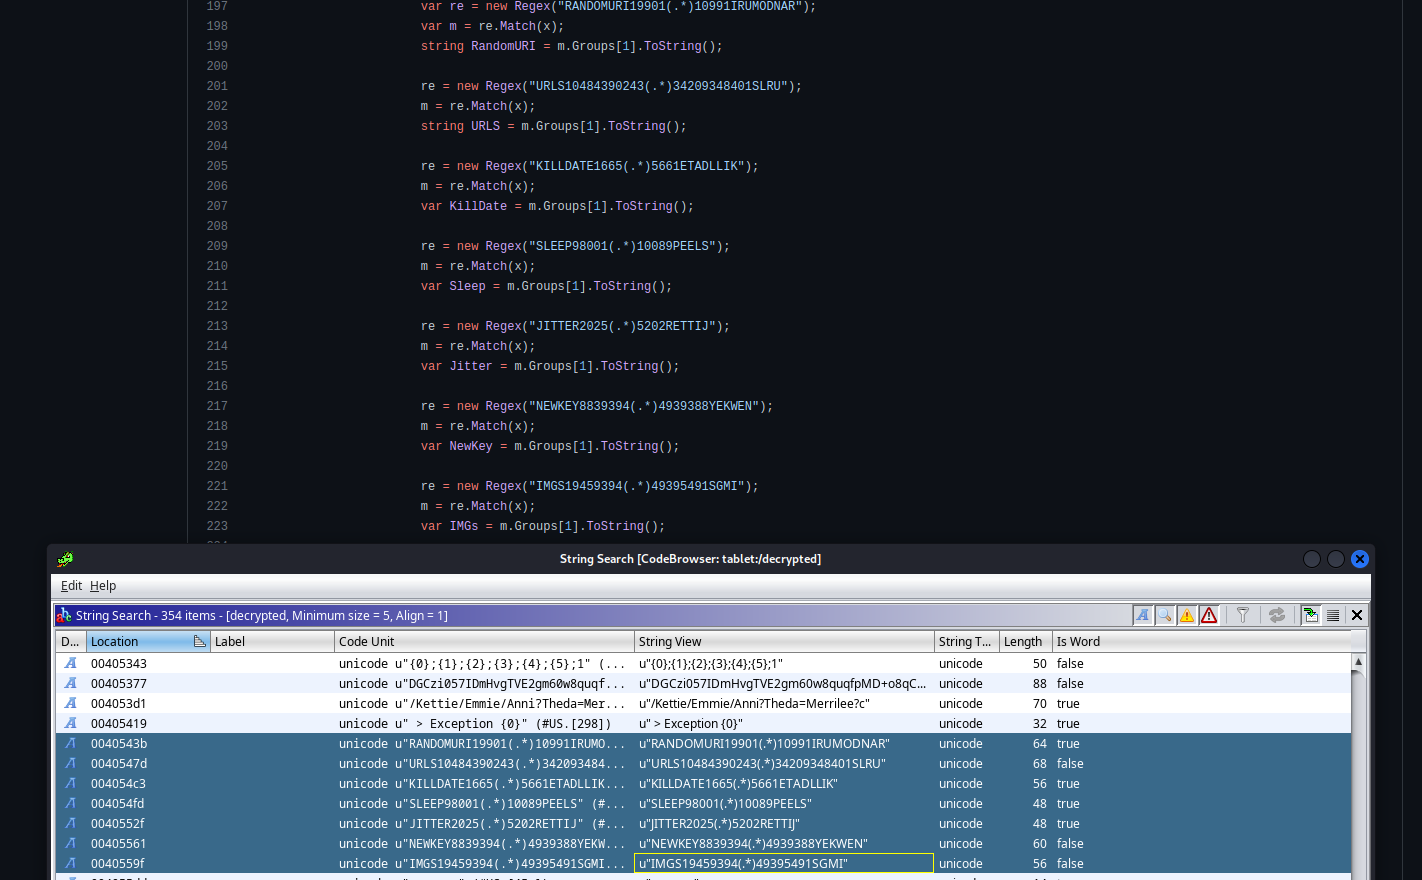 197 var re = new Regex("RANDOMURI19901(.*)10991IRUMODNAR");
198 var m = re.Match(x);
199 string RandomURI = m.Groups[1].ToString();
200
201 re = new Regex("URLS10484390243(.*)34209348401SLRU");
202 m = re.Match(x);
203 string URLS = m.Groups[1].ToString();
204
205 re = new Regex("KILLDATE1665(.*)5661ETADLLIK");
206 m = re.Match(x);
207 var KillDate = m.Groups[1].ToString();
208
209 re = new Regex("SLEEP98001(.*)10089PEELS");
210 m = re.Match(x);
211 var Sleep = m.Groups[1].ToString();
212
213 re = new Regex("JITTER2025(.*)5202RETTIJ");
214 m = re.Match(x);
215 var Jitter = m.Groups[1].ToString();
216
217 re = new Regex("NEWKEY8839394(.*)4939388YEKWEN");
218 m = re.Match(x);
219 var NewKey = m.Groups[1].ToString();
220
221 re = new Regex("IMGS19459394(.*)49395491SGMI");
222 m = re.Match(x);
223 var IMGs = m.Groups[1].ToString();
String Search [CodeBrowser: tablet:/decrypted]
Edit Help
String Search - 354 items - [decrypted, Minimum size = 5, Align = 1]
D... Location Label Code Unit String View String T... Length Is Word
A 00405343 unicode u"{0};{1};{2};{3};{4};{5};1" (... u"{0};{1};{2};{3};{4};{5};1" unicode 50 false
A 00405377 unicode u"DGCzi057IDmHvgTVE2gm60w8quqf... u"DGCzi057IDmHvgTVE2gm60w8quqfpMD+o8qC... unicode 88 false
A 004053d1 unicode u"/Kettie/Emmie/Anni?Theda=Mer... u"/Kettie/Emmie/Anni?Theda=Merrilee?c" unicode 70 true
A 00405419 unicode u" > Exception {0}" (#US.[298]) u" > Exception {0}" unicode 32 true
A 0040543b unicode u"RANDOMURI19901(.*)10991IRUMO... u"RANDOMURI19901(.*)10991IRUMODNAR" unicode 64 true
A 0040547d unicode u"URLS10484390243(.*)342093484... u"URLS10484390243(.*)34209348401SLRU" unicode 68 false
A 004054c3 unicode u"KILLDATE1665(.*)5661ETADLLIK... u"KILLDATE1665(.*)5661ETADLLIK" unicode 56 true
A 004054fd unicode u"SLEEP98001(.*)10089PEELS" (#... u"SLEEP98001(.*)10089PEELS" unicode 48 true
A 0040552f unicode u"JITTER2025(.*)5202RETTIJ" (#... u"JITTER2025(.*)5202RETTIJ" unicode 48 true
A 00405561 unicode u"NEWKEY8839394(.*)4939388YEKW... u"NEWKEY8839394(.*)4939388YEKWEN" unicode 60 false
A 0040559f unicode u"IMGS19459394(.*)49395491SGMI... u"IMGS19459394(.*)49395491SGMI" unicode 56 false